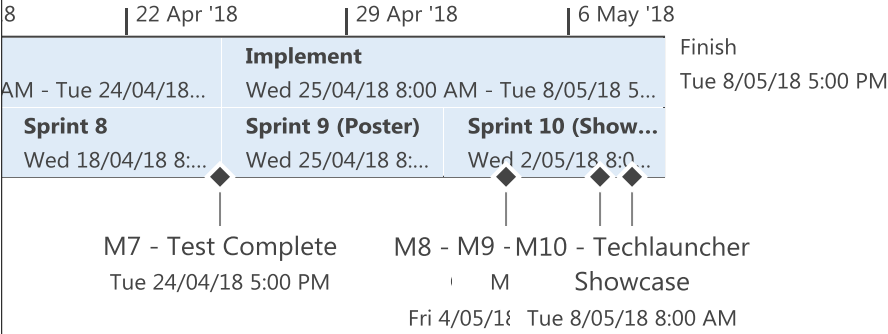 8 22 Apr '18 29 Apr '18 6 May '18
Implement
Finish
AM - Tue 24/04/18... Wed 25/04/18 8:00 AM - Tue 8/05/18 5...
Tue 8/05/18 5:00 PM
Sprint 8 Sprint 9 (Poster) Sprint 10 (Show...
Wed 18/04/18 8:... Wed 25/04/18 8:... Wed 2/05/18 8:0...
M7 - Test Complete M8 - M9 - M10 - Techlauncher
Tue 24/04/18 5:00 PM M Showcase
Fri 4/05/18 Tue 8/05/18 8:00 AM